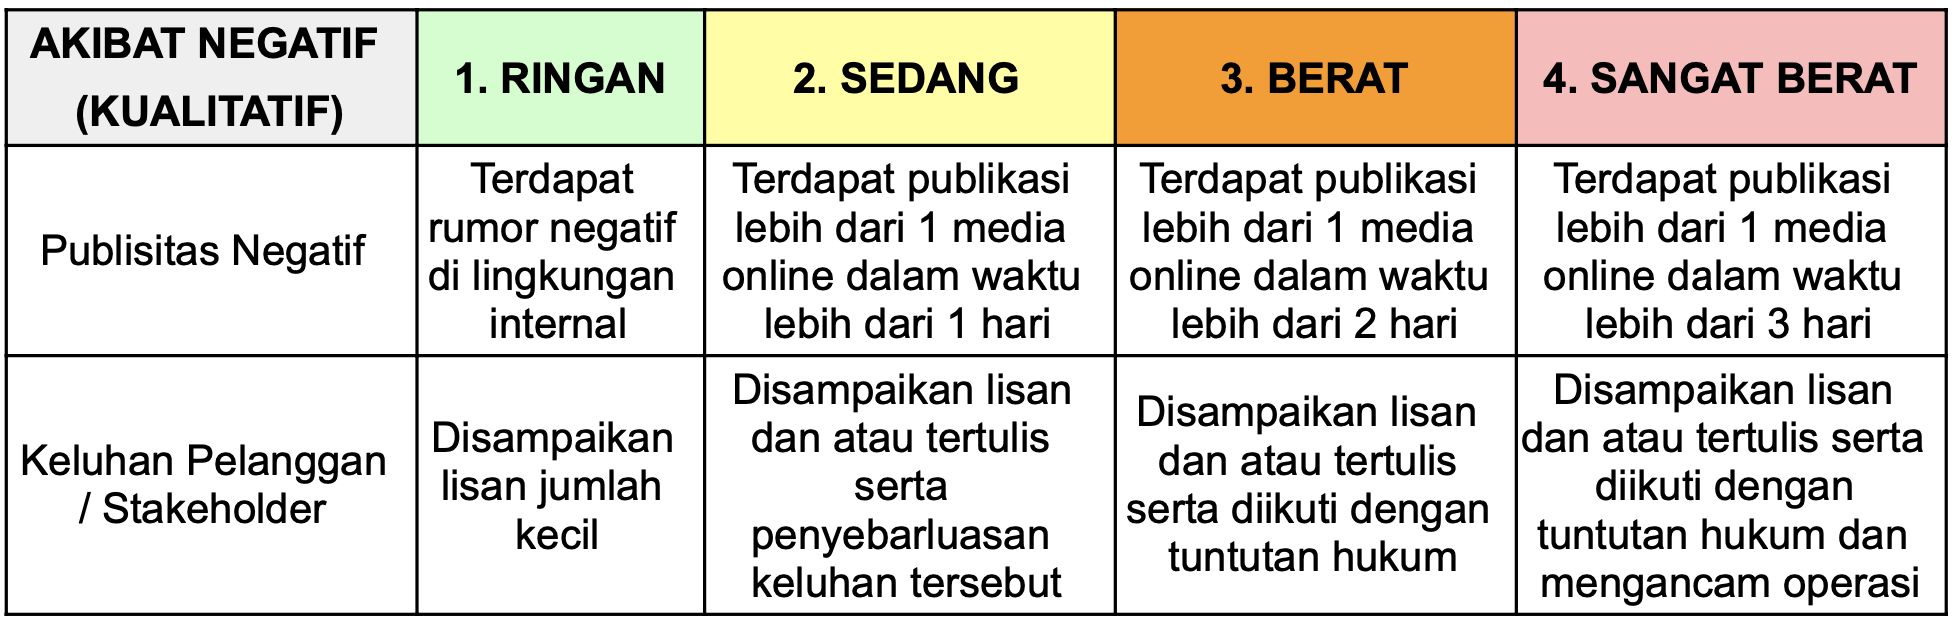 AKIBAT NEGATIF
(KUALITATIF)
1. RINGAN
2. SEDANG
3. BERAT
4. SANGAT BERAT
Publisitas Negatif
Terdapat
rumor negatif
di lingkungan
internal
Terdapat publikasi
lebih dari 1 media
online dalam waktu
lebih dari 1 hari
Terdapat publikasi
lebih dari 1 media
online dalam waktu
lebih dari 2 hari
Terdapat publikasi
lebih dari 1 media
online dalam waktu
lebih dari 3 hari
Keluhan Pelanggan
/ Stakeholder
Disampaikan
lisan jumlah
kecil
Disampaikan lisan
dan atau tertulis
serta
penyebarluasan
keluhan tersebut
Disampaikan lisan
dan atau tertulis
serta diikuti dengan
tuntutan hukum
Disampaikan lisan
dan atau tertulis serta
diikuti dengan
tuntutan hukum dan
mengancam operasi